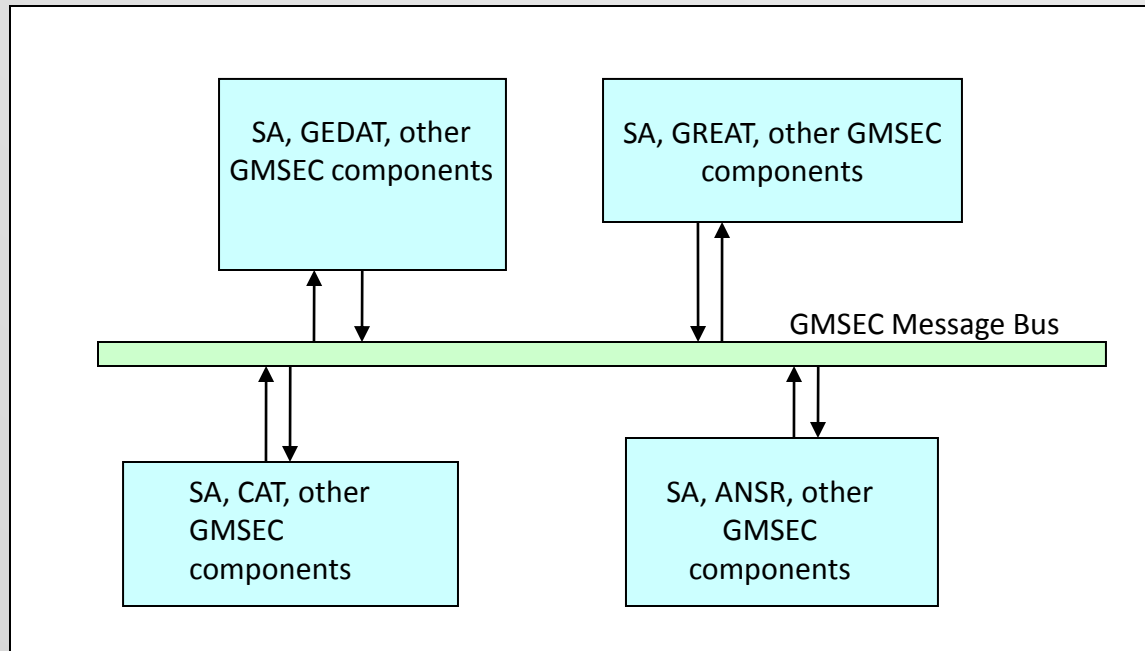 SA, GEDAT, other
GMSEC components
SA, GREAT, other GMSEC
components
GMSEC Message Bus
SA, CAT, other
GMSEC
components
SA, ANSR, other
GMSEC
components